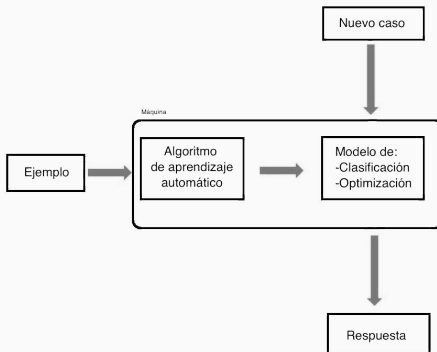 Nuevo caso
Máquina
Algoritmo
de aprendizaje
automático
Modelo de:
-Clasificación
-Optimización
Ejemplo
Respuesta